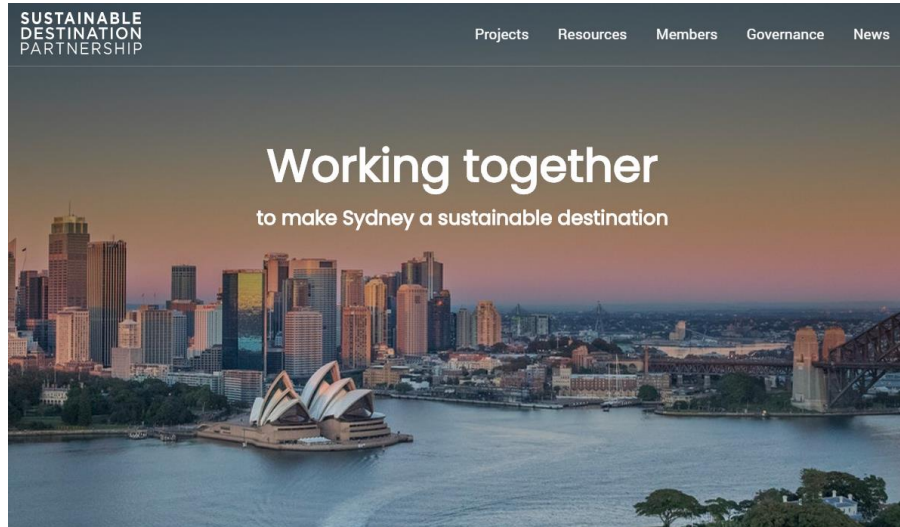 SUSTAINABLE
DESTINATION
PARTNERSHIP
Projects Resources Members Governance News
Working together
to make Sydney a sustainable destination